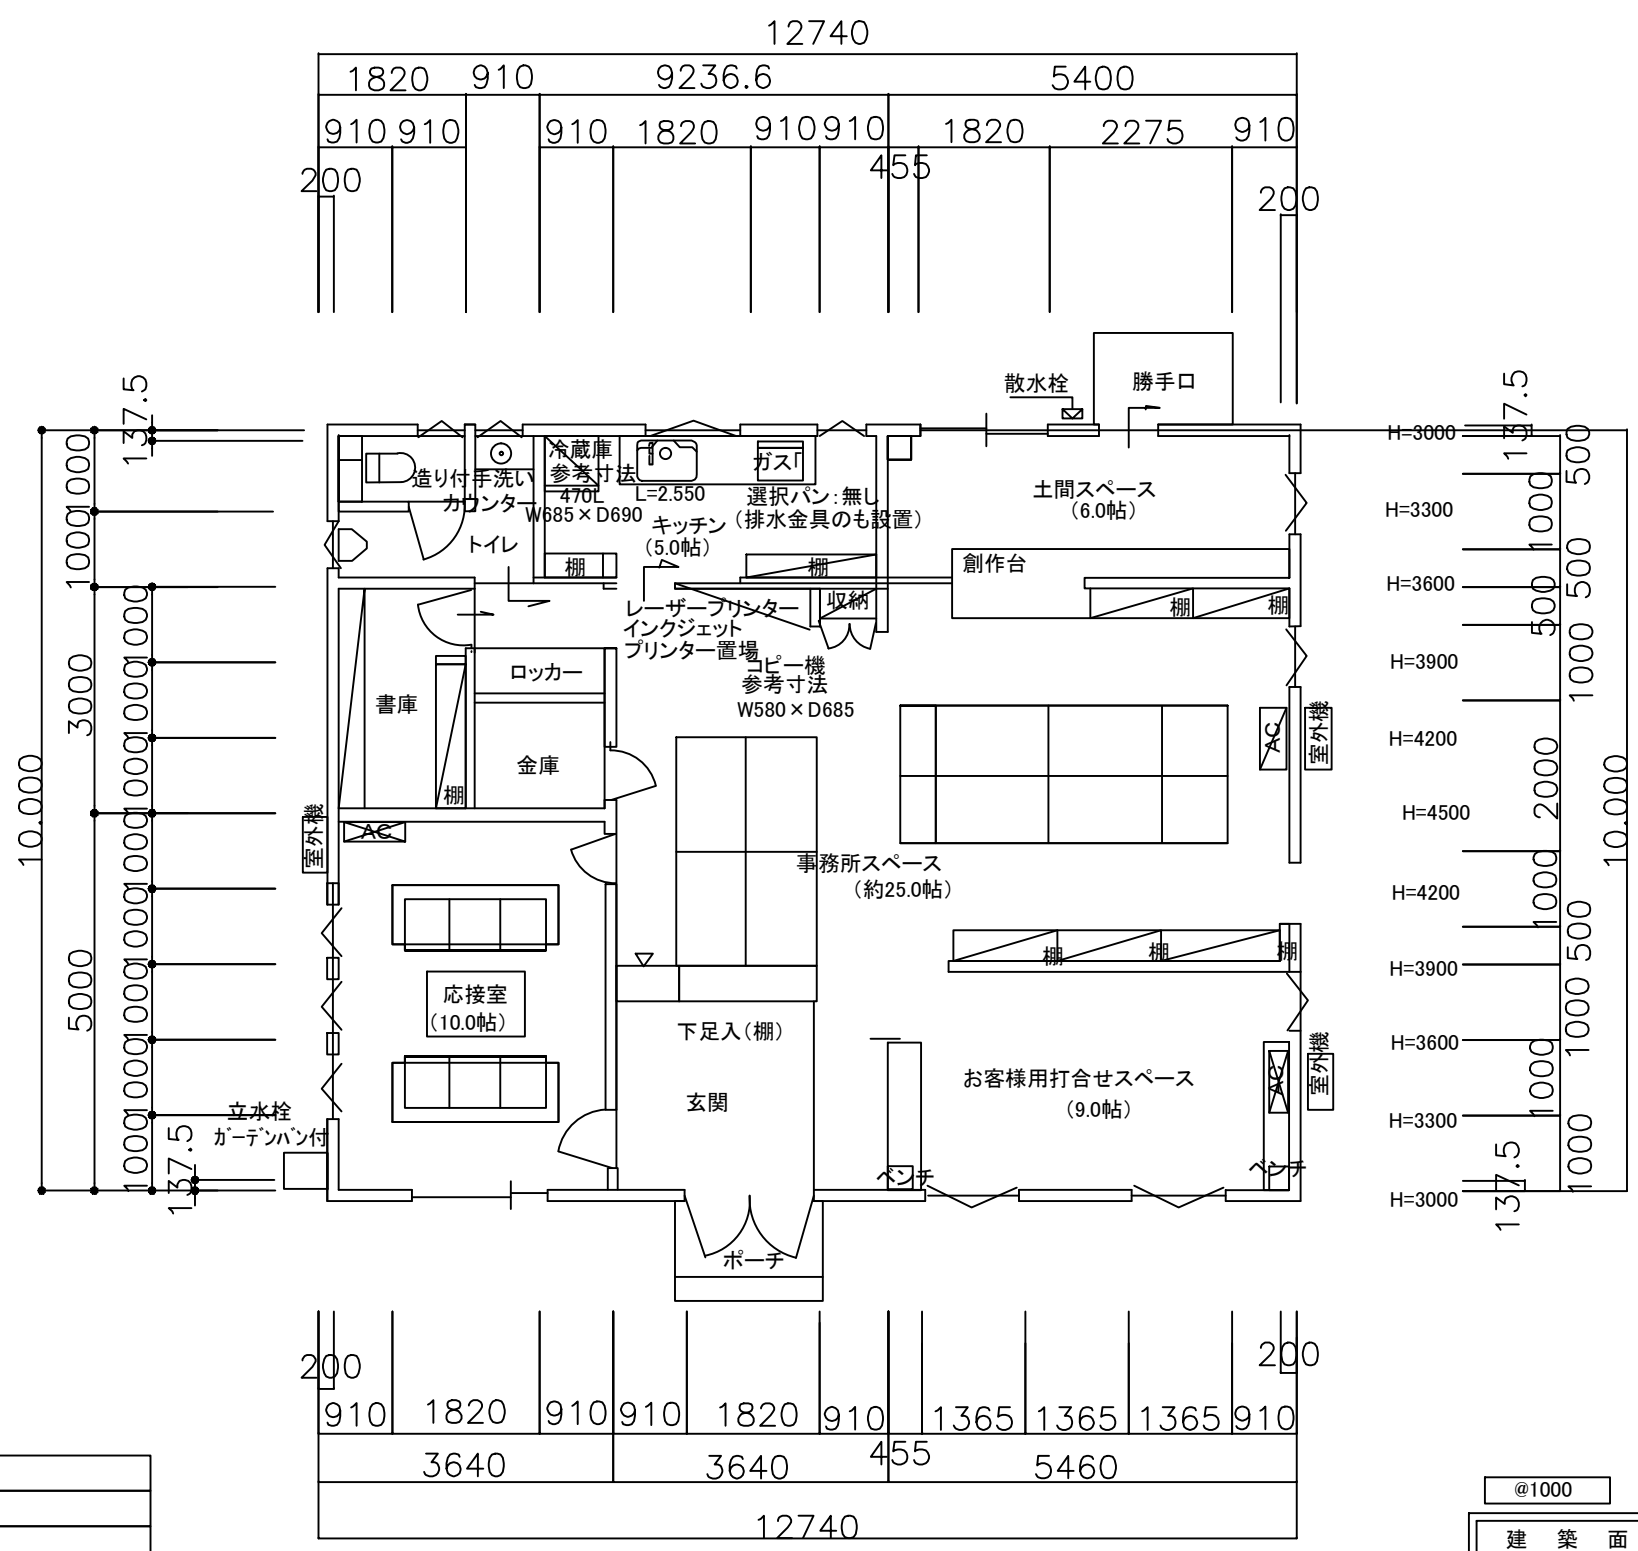 12740
1820 910 9236.6 5400
910 910 910 1820 910 910 1820 2275 910
455
200 200
散水栓 勝手口
137.5
137.5
H=3000
1000
1000
3000
5000
10.000
1000
1000
1000
1000
1000
1000
1000
1000
137.5
冷蔵庫
参考寸法
470L
W685×D690
造り付手洗い
カウンター
トイレ
L=2.550
ガス
選択パン：無し
（排水金具のも設置）
キッチン
（5.0帖）
棚
棚
土間スペース
（6.0帖）
創作台
棚
棚
収納
レーザープリンター
インクジェット
プリンター置場
コピー機
参考寸法
W580×D685
書庫
ロッカー
金庫
棚
AC
室外機
AC
室外機
事務所スペース
（約25.0帖）
棚
棚
棚
応接室
（10.0帖）
下足入（棚）
玄関
お客様用打合せスペース
（9.0帖）
AC
室外機
立水栓
ｶﾞｰﾃﾞﾝﾊﾟﾝ付
ベンチ
ベンチ
ポーチ
H=3300
H=3600
H=3900
H=4200
H=4500
H=4200
H=3900
H=3600
H=3300
H=3000
500
1000
500
500
1000
2000
1000
500
1000
1000
1000
137.5
10.000
200 200
910 1820 910 910 1820 910 1365 1365 1365 910
455
3640 3640 5460
12740
@1000
建築面